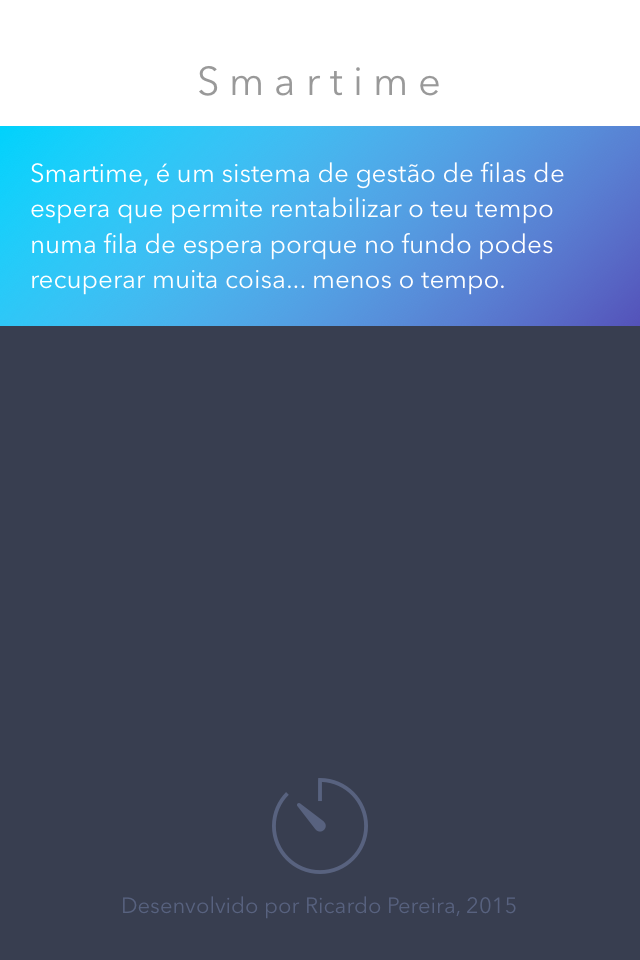 Smartime
Smartime, é um sistema de gestão de filas de
espera que permite rentabilizar o teu tempo
numa fila de espera porque no fundo podes
recuperar muita coisa... menos o tempo.
Desenvolvido por Ricardo Pereira, 2015